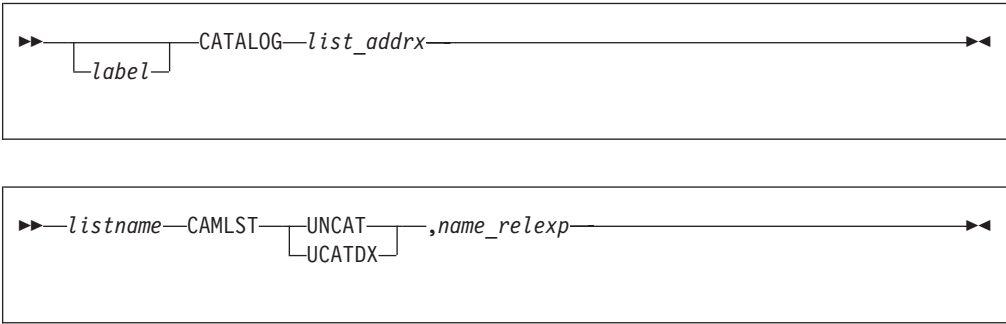 CATALOG list_addrx
label
listname CAMLST UNCAT ,name_relexp
UCATDX